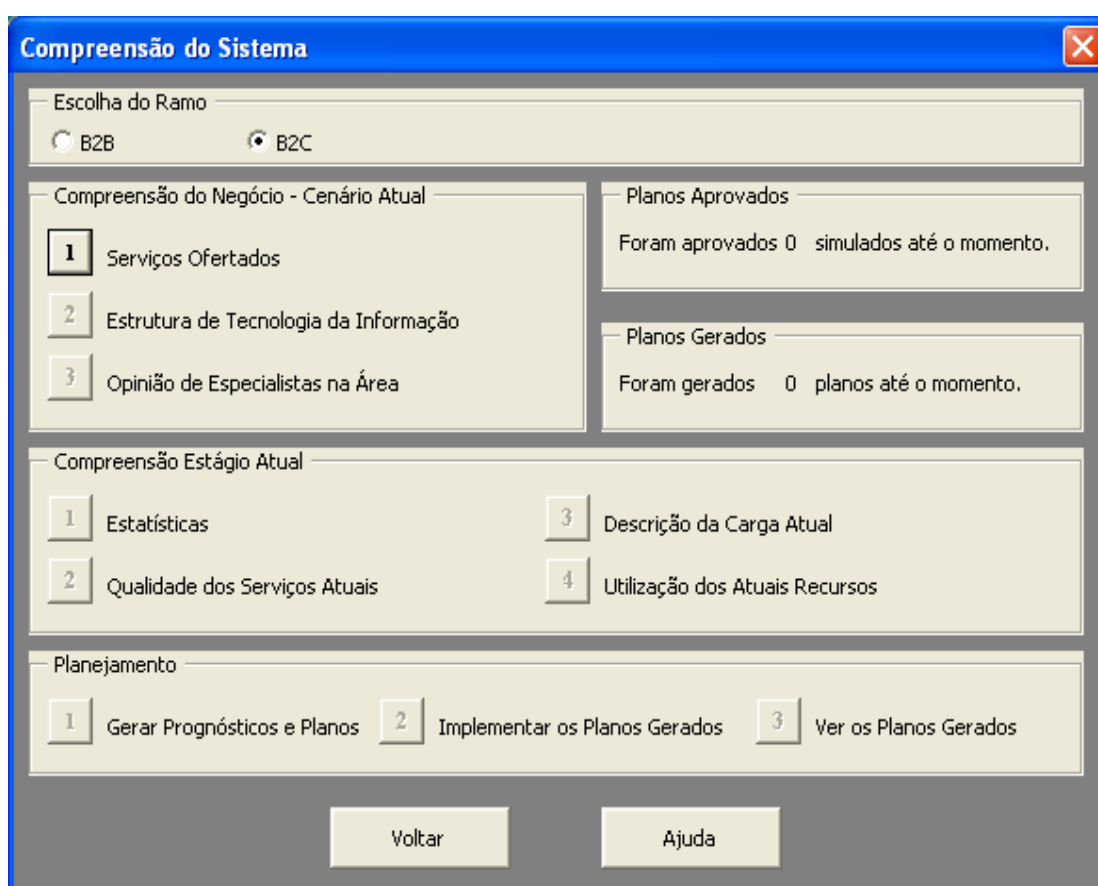 Compreensão do Sistema
Escolha do Ramo
B2B B2C
Compreensão do Negócio - Cenário Atual
1 Serviços Ofertados
2 Estrutura de Tecnologia da Informação
3 Opinião de Especialistas na Área
Planos Aprovados
Foram aprovados 0 simulados até o momento.
Planos Gerados
Foram gerados 0 planos até o momento.
Compreensão Estágio Atual
1 Estatísticas
2 Qualidade dos Serviços Atuais
3 Descrição da Carga Atual
4 Utilização dos Atuais Recursos
Planejamento
1 Gerar Prognósticos e Planos 2 Implementar os Planos Gerados 3 Ver os Planos Gerados
Voltar Ajuda